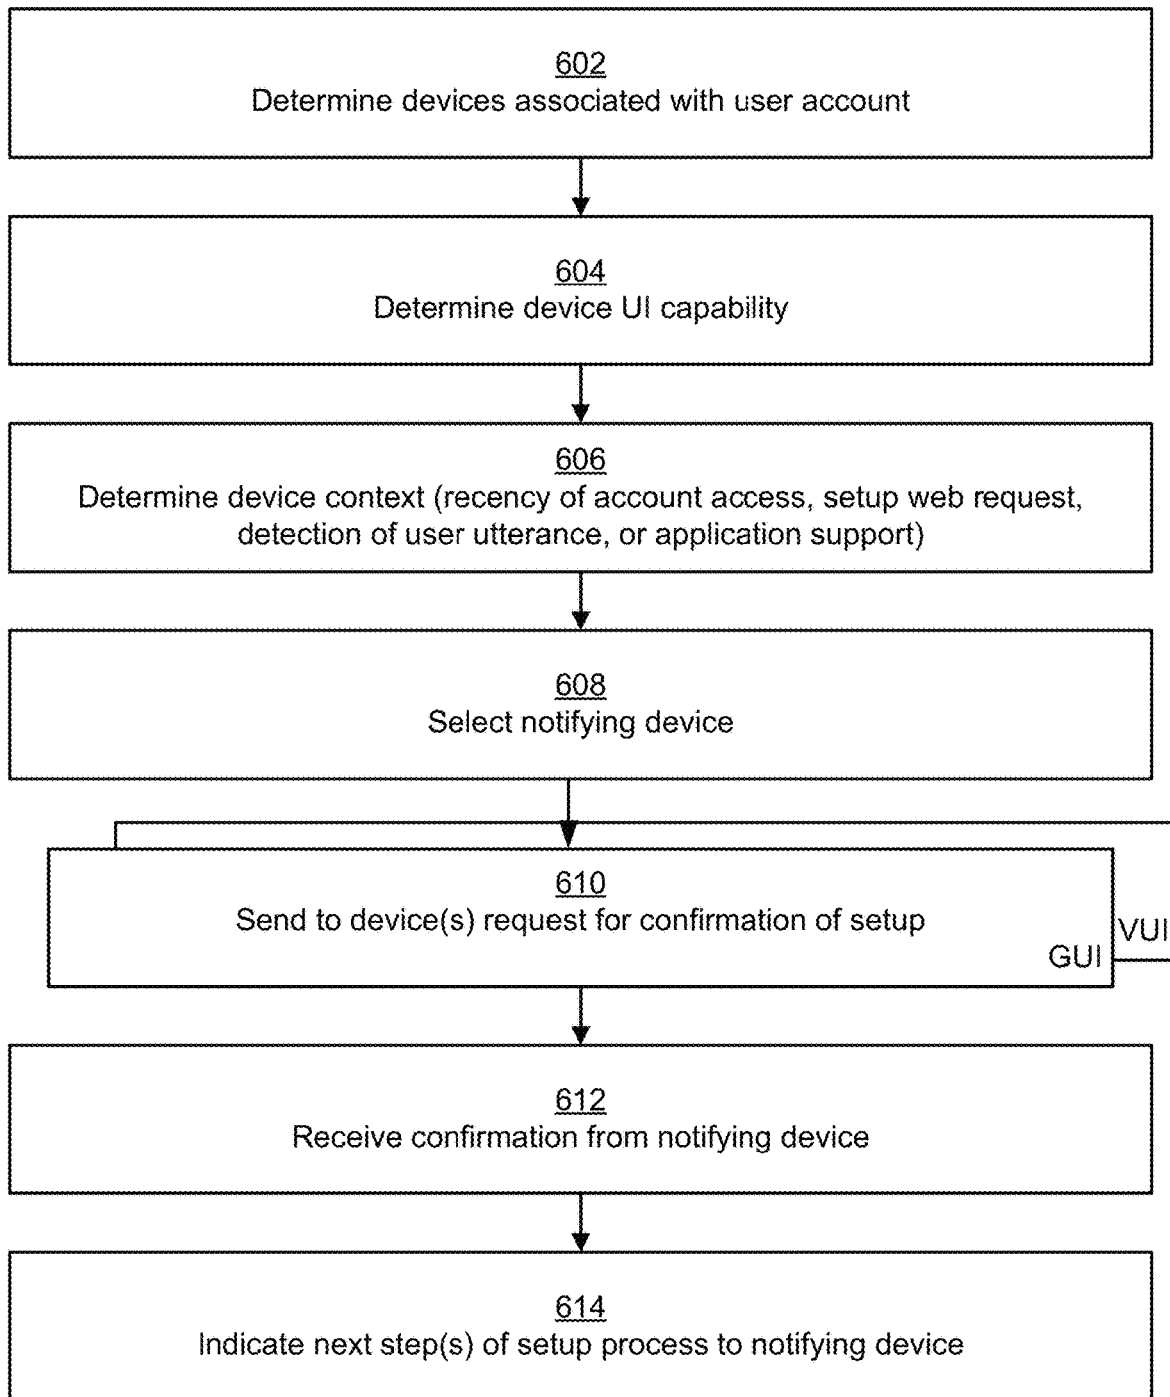 602
Determine devices associated with user account
604
Determine device UI capability
606
Determine device context (recency of account access, setup web request,
detection of user utterance, or application support)
608
Select notifying device
610
Send to device(s) request for confirmation of setup
VUI
GUI
612
Receive confirmation from notifying device
614
Indicate next step(s) of setup process to notifying device